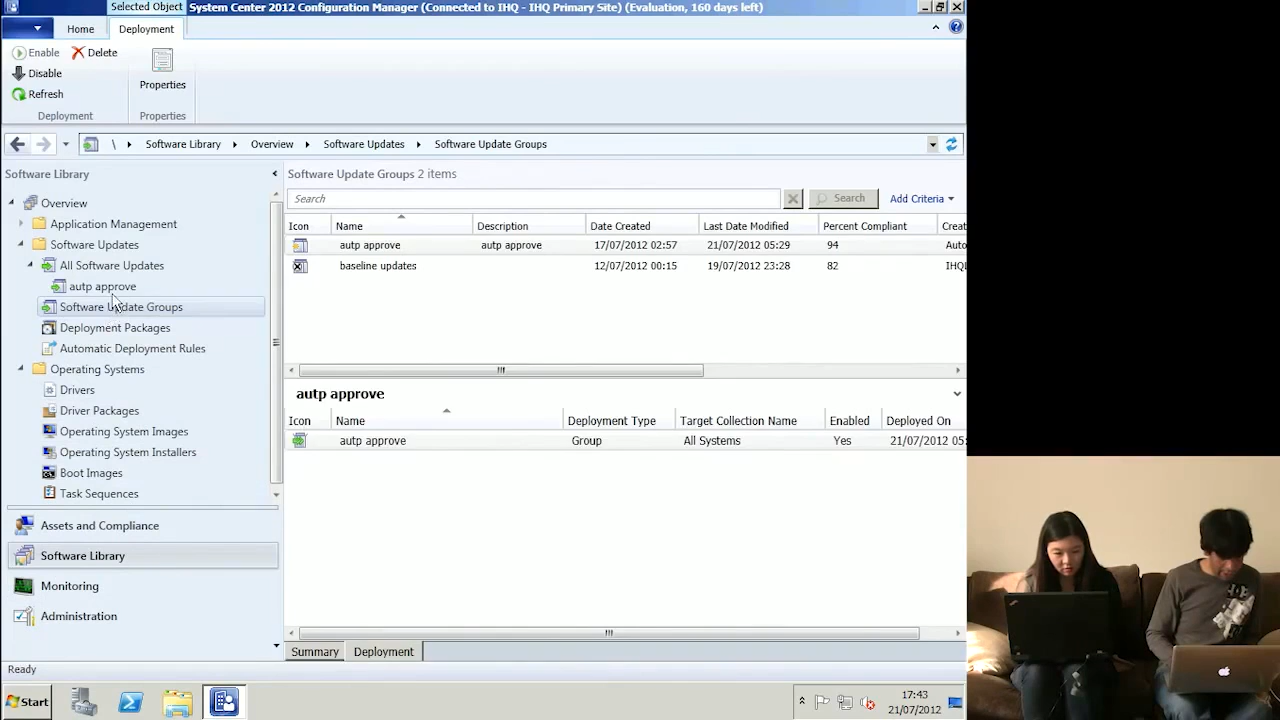 Selected Object
System Center 2012 Configuration Manager (Connected to IHQ - IHQ Primary Site) (Evaluation, 160 days left)
Home
Deployment
Enable
Delete
Disable
Refresh
Properties
Deployment
Properties
\ Software Library Overview Software Updates Software Update Groups
Software Library
Overview
Application Management
Software Updates
All Software Updates
autp approve
Software Update Groups
Deployment Packages
Automatic Deployment Rules
Operating Systems
Drivers
Driver Packages
Operating System Images
Operating System Installers
Boot Images
Task Sequences
Assets and Compliance
Software Library
Monitoring
Administration
Software Update Groups 2 items
Search
Search
Add Criteria
Icon Name Description Date Created Last Date Modified Percent Compliant
autp approve autp approve 17/07/2012 02:57 21/07/2012 05:29 94
baseline updates 12/07/2012 00:15 19/07/2012 23:28 82
autp approve
Icon Name Deployment Type Target Collection Name Enabled Deployed On
autp approve Group All Systems Yes 21/07/2012
Summary Deployment
Ready
Start
17:43
21/07/2012